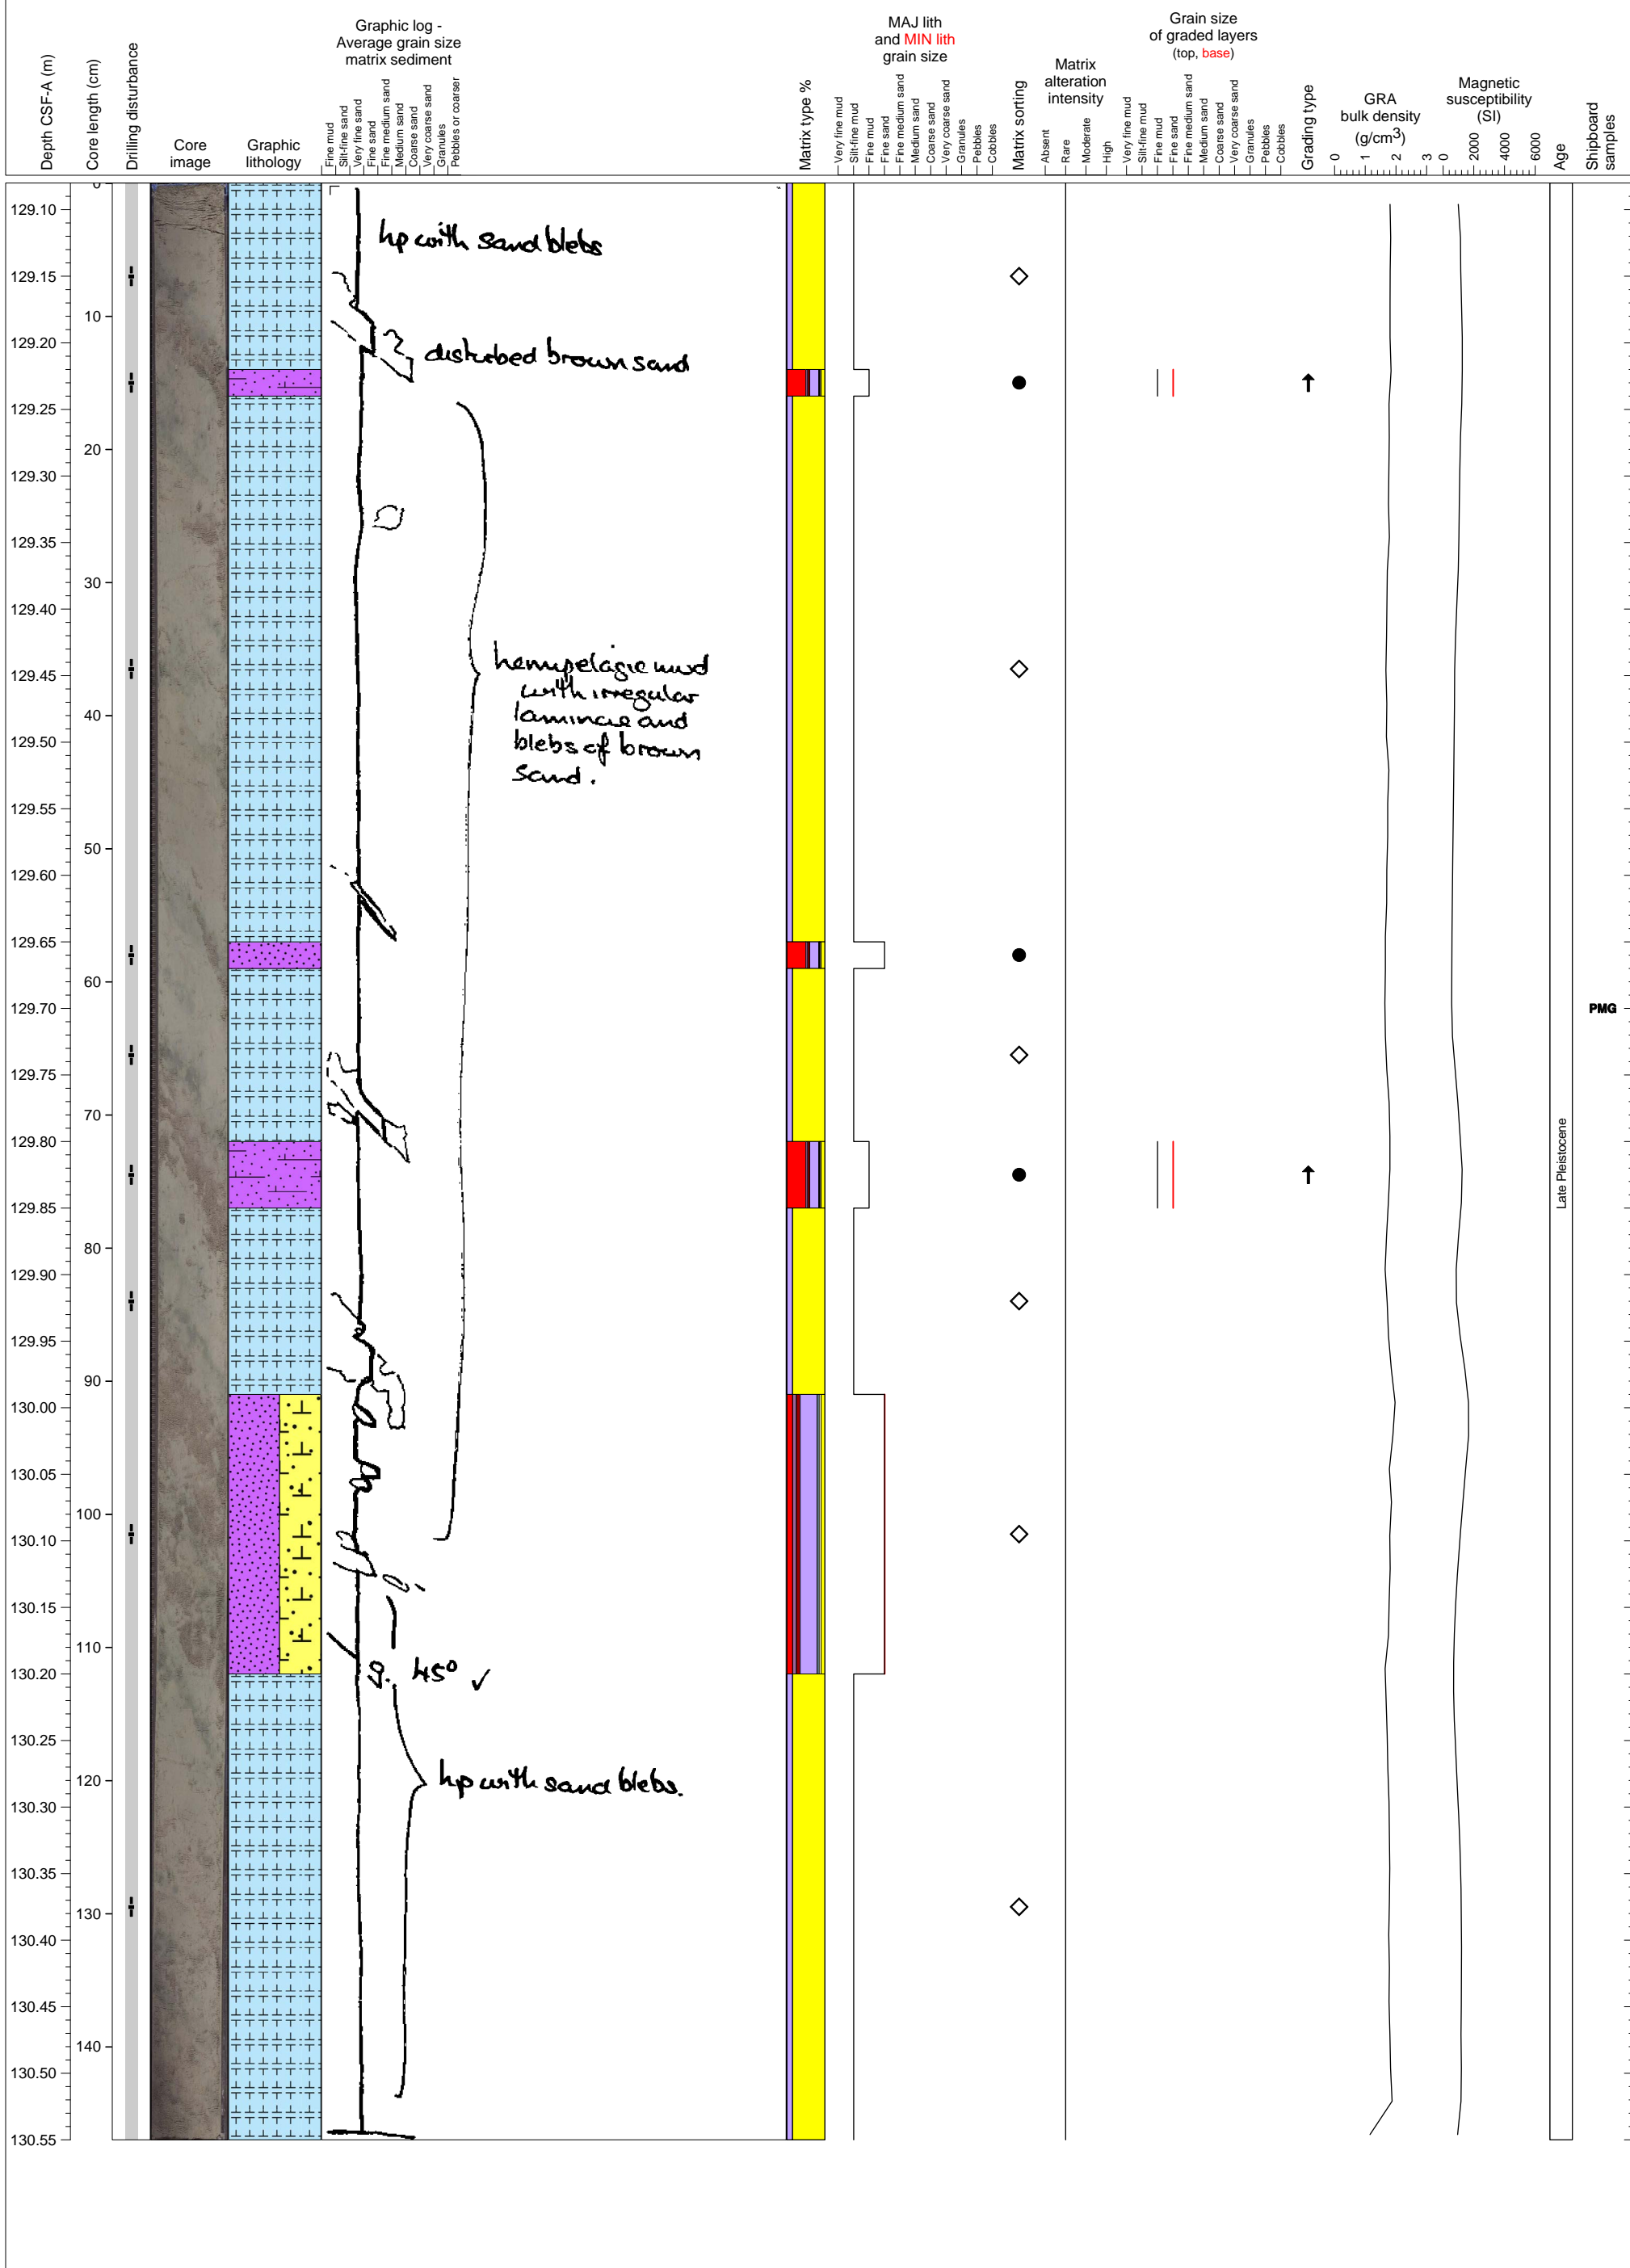 Depth CSF-A (m)
Core length (cm)
Drilling disturbance
Core
image
Graphic
lithology
Graphic log -
Average grain size
matrix sediment
Fine mud
Silt-fine sand
Very fine sand
Fine sand
Fine medium sand
Medium sand
Coarse sand
Very coarse sand
Granules
Pebbles or coarser
Matrix type %
MAJ lith
and MIN lith
grain size
Very fine mud
Silt-fine mud
Fine mud
Fine sand
Fine medium sand
Medium sand
Coarse sand
Very coarse sand
Granules
Pebbles
Cobbles
Matrix sorting
Matrix
alteration
intensity
Absent
Rare
Moderate
High
Grain size
of graded layers
(top, base)
Very fine mud
Silt-fine mud
Fine mud
Fine sand
Fine medium sand
Medium sand
Coarse sand
Very coarse sand
Granules
Pebbles
Cobbles
Grading type
GRA
bulk density
(g/cm3)
0 1 2 3
Magnetic
susceptibility
(SI)
0 2000 4000 6000
Age
Shipboard
samples
0
129.10
hp with sand blebs
129.15
10
129.20
disturbed brown sand
129.25
20
129.30
129.35
30
129.40
hemipelagic mud
129.45
with irregular
40
laminae and
129.50
blebs of brown
sand.
129.55
50
129.60
129.65
60
129.70
PMG
129.75
70
129.80
Late Pleistocene
129.85
80
129.90
129.95
90
130.00
130.05
100
130.10
130.15
110
130.20
g. 45° ✓
130.25
120
hp with sand blebs.
130.30
130.35
130
130.40
130.45
140
130.50
130.55